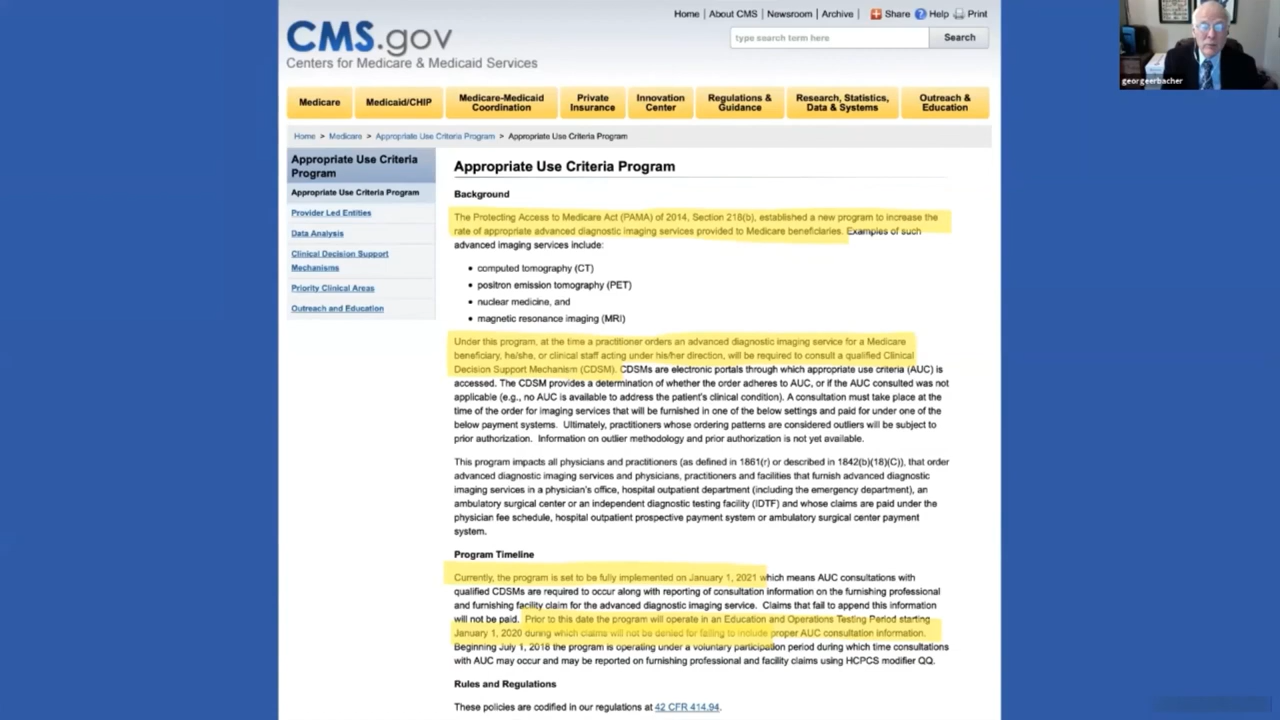 Home | About CMS | Newsroom | Archive | Share Help Print
CMS.gov
type search term here Search
Centers for Medicare & Medicaid Services
georgeerbacher
Medicare
Medicaid/CHIP
Medicare-Medicaid
Coordination
Private
Insurance
Innovation
Center
Regulations &
Guidance
Research, Statistics,
Data & Systems
Outreach &
Education
Home > Medicare > Appropriate Use Criteria Program > Appropriate Use Criteria Program
Appropriate Use Criteria
Program
Appropriate Use Criteria Program
Provider Led Entities
Data Analysis
Clinical Decision Support
Mechanisms
Priority Clinical Areas
Outreach and Education
Appropriate Use Criteria Program
Background
The Protecting Access to Medicare Act (PAMA) of 2014, Section 218(b), established a new program to increase the
rate of appropriate advanced diagnostic imaging services provided to Medicare beneficiaries. Examples of such
advanced imaging services include:
• computed tomography (CT)
• positron emission tomography (PET)
• nuclear medicine, and
• magnetic resonance imaging (MRI)
Under this program, at the time a practitioner orders an advanced diagnostic imaging service for a Medicare
beneficiary, he/she, or clinical staff acting under his/her direction, will be required to consult a qualified Clinical
Decision Support Mechanism (CDSM). CDSMs are electronic portals through which appropriate use criteria (AUC) is
accessed. The CDSM provides a determination of whether the order adheres to AUC, or if the AUC consulted was not
applicable (e.g., no AUC is available to address the patient's clinical condition). A consultation must take place at the
time of the order for imaging services that will be furnished in one of the below settings and paid for under one of the
below payment systems. Ultimately, practitioners whose ordering patterns are considered outliers will be subject to
prior authorization. Information on outlier methodology and prior authorization is not yet available.
This program impacts all physicians and practitioners (as defined in 1861(r) or described in 1842(b)(18)(C)), that order
advanced diagnostic imaging services and physicians, practitioners and facilities that furnish advanced diagnostic
imaging services in a physician's office, hospital outpatient department (including the emergency department), an
ambulatory surgical center or an independent diagnostic testing facility (IDTF) and whose claims are paid under the
physician fee schedule, hospital outpatient prospective payment system or ambulatory surgical center payment
system.
Program Timeline
Currently, the program is set to be fully implemented on January 1, 2021 which means AUC consultations with
qualified CDSMs are required to occur along with reporting of consultation information on the furnishing professional
and furnishing facility claim for the advanced diagnostic imaging service. Claims that fail to append this information
will not be paid. Prior to this date the program will operate in an Education and Operations Testing Period starting
January 1, 2020 during which claims will not be denied for failing to include proper AUC consultation information.
Beginning July 1, 2018 the program is operating under a voluntary participation period during which time consultations
with AUC may occur and may be reported on furnishing professional and facility claims using HCPCS modifier QQ.
Rules and Regulations
These policies are codified in our regulations at 42 CFR 414.94.